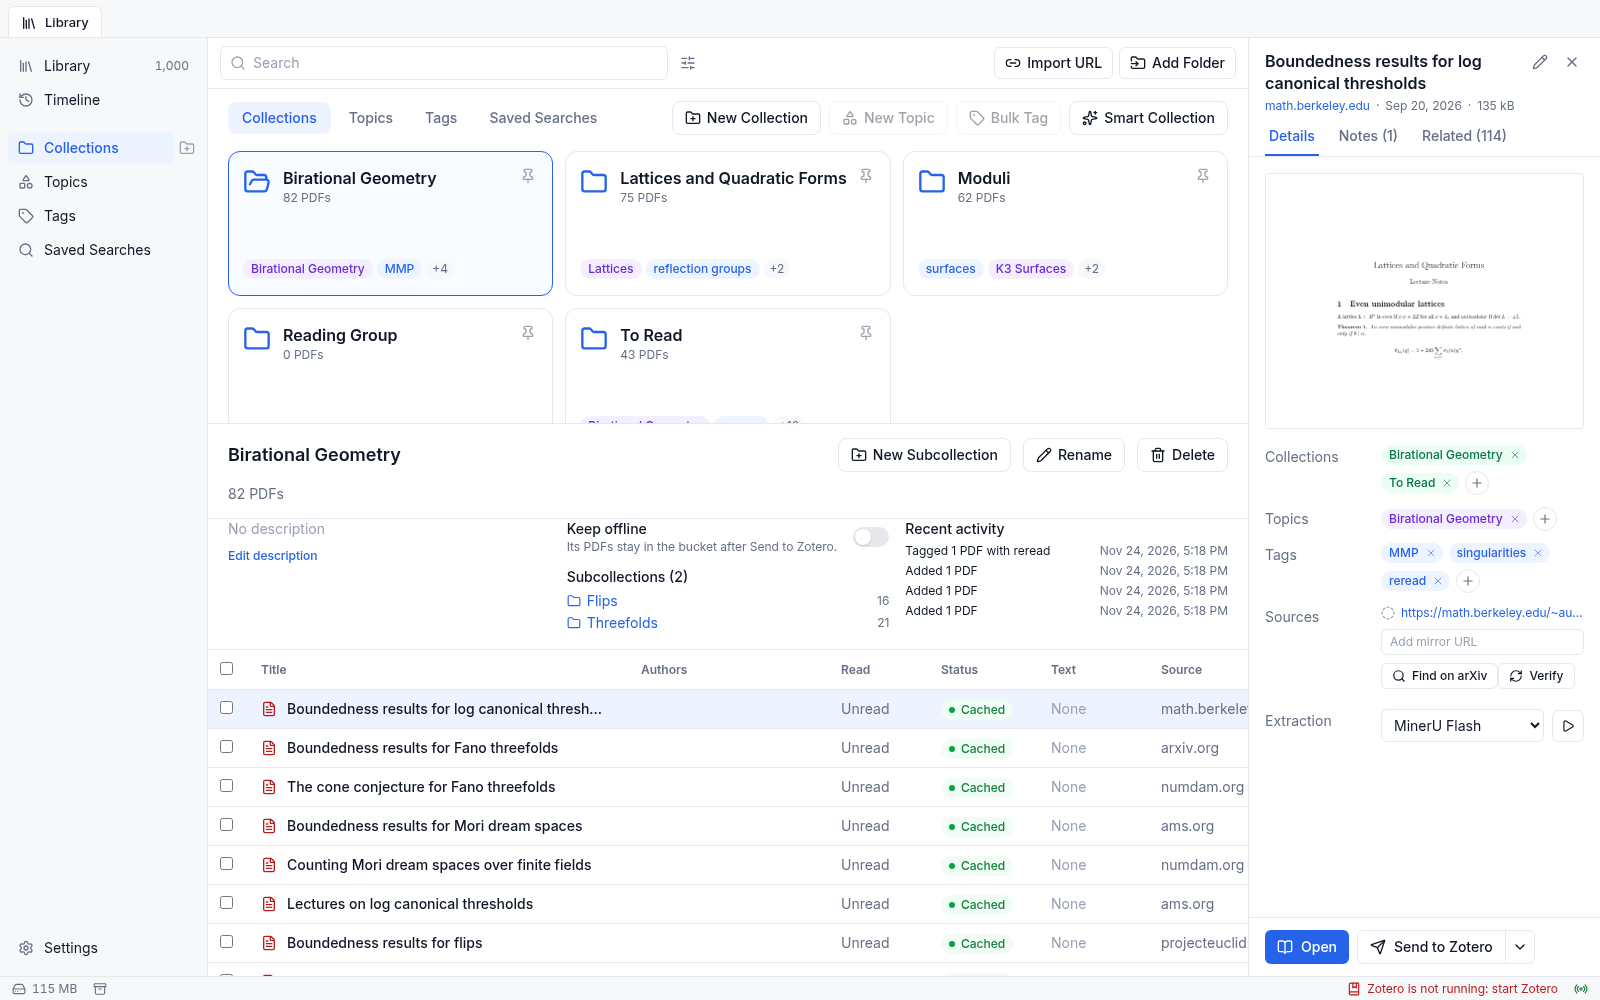 Library
Library 1,000
Timeline
Collections
Topics
Tags
Saved Searches
Settings
Search
Import URL
Add Folder
Collections Topics Tags Saved Searches
New Collection
New Topic
Bulk Tag
Smart Collection
Birational Geometry
82 PDFs
Birational Geometry MMP +4
Lattices and Quadratic Forms
75 PDFs
Lattices reflection groups +2
Moduli
62 PDFs
surfaces K3 Surfaces +2
Reading Group
0 PDFs
To Read
43 PDFs
Birational Geometry
New Subcollection
Rename
Delete
82 PDFs
No description
Edit description
Keep offline
Its PDFs stay in the bucket after Send to Zotero.
Subcollections (2)
Flips 16
Threefolds 21
Recent activity
Tagged 1 PDF with reread Nov 24, 2026, 5:18 PM
Added 1 PDF Nov 24, 2026, 5:18 PM
Added 1 PDF Nov 24, 2026, 5:18 PM
Added 1 PDF Nov 24, 2026, 5:18 PM
Title Authors Read Status Text Source
Boundedness results for log canonical thresh... Unread Cached None math.berkele
Boundedness results for Fano threefolds Unread Cached None arxiv.org
The cone conjecture for Fano threefolds Unread Cached None numdam.org
Boundedness results for Mori dream spaces Unread Cached None ams.org
Counting Mori dream spaces over finite fields Unread Cached None numdam.org
Lectures on log canonical thresholds Unread Cached None ams.org
Boundedness results for flips Unread Cached None projecteuclid
Boundedness results for log
canonical thresholds
math.berkeley.edu · Sep 20, 2026 · 135 kB
Details Notes (1) Related (114)
Lattices and Quadratic Forms
Lecture Notes
1 Even unimodular lattices
Collections Birational Geometry
To Read
Topics Birational Geometry
Tags MMP singularities
reread
Sources https://math.berkeley.edu/~au...
Add mirror URL
Find on arXiv Verify
Extraction MinerU Flash
Open Send to Zotero
115 MB
Zotero is not running: start Zotero